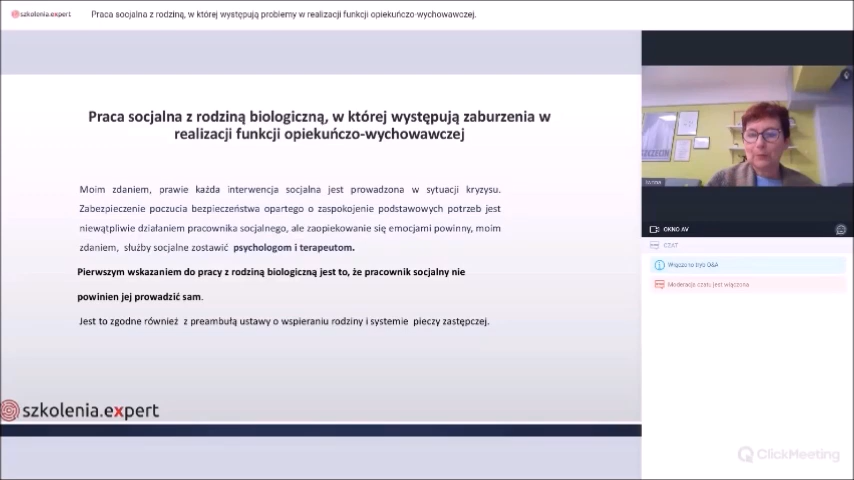 szkolenia.expert
Praca socjalna z rodziną, w której występują problemy w realizacji funkcji opiekuńczo-wychowawczej.
Praca socjalna z rodziną biologiczną, w której występują zaburzenia w
realizacji funkcji opiekuńczo-wychowawczej
Moim zdaniem, prawie każda interwencja socjalna jest prowadzona w sytuacji kryzysu.
Zabezpieczenie poczucia bezpieczeństwa opartego o zaspokojenie podstawowych potrzeb jest
niewątpliwie działaniem pracownika socjalnego, ale zaopiekowanie się emocjami powinny, moim
zdaniem, służby socjalne zostawić psychologom i terapeutom.
Pierwszym wskazaniem do pracy z rodziną biologiczną jest to, że pracownik socjalny nie
powinien jej prowadzić sam.
Jest to zgodne również z preambułą ustawy o wspieraniu rodziny i systemie pieczy zastępczej.
szkolenia.expert
OKNO AV
CZAT
Włączono tryb Q&A
Moderacja czatu jest włączona
ClickMeeting